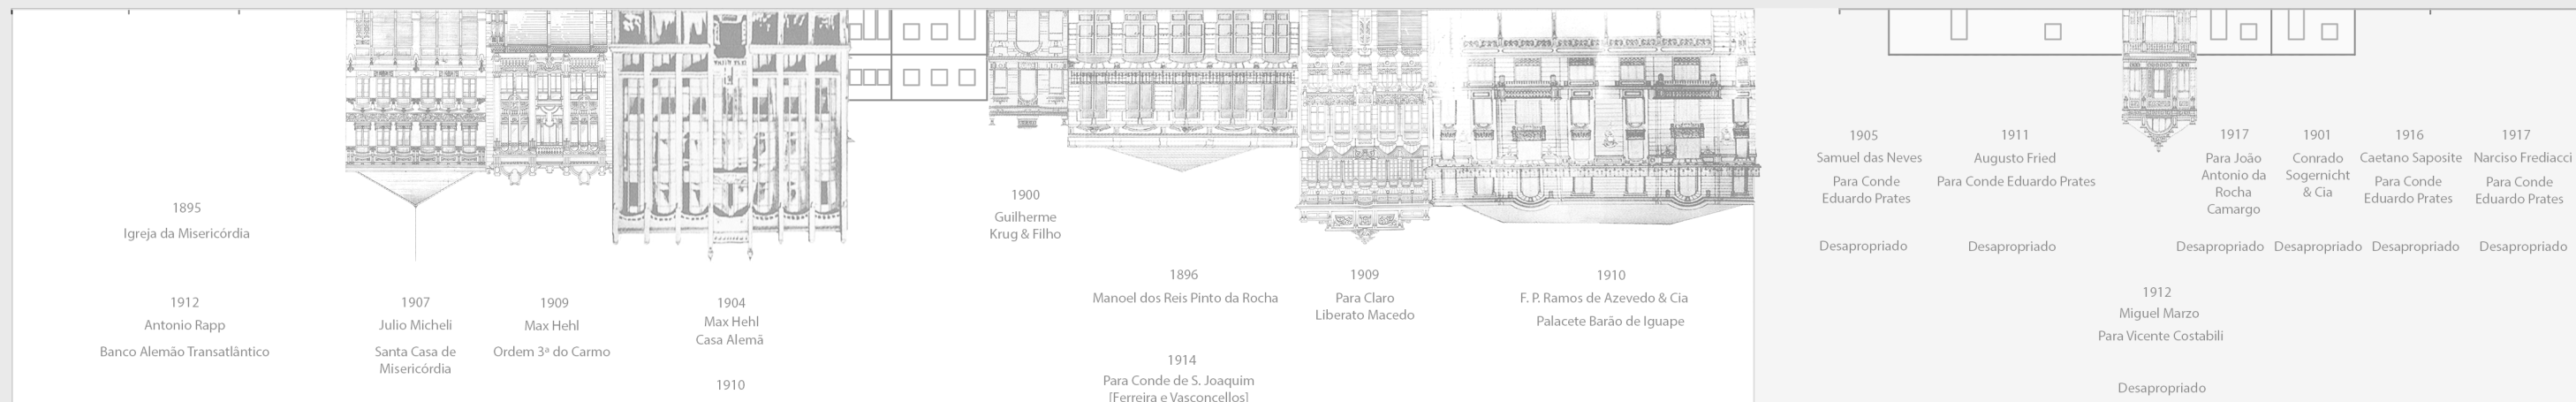 1895
Igreja da Misericórdia
1912
Antonio Rapp
Banco Alemão Transatlântico
1907
Julio Micheli
Santa Casa de
Misericórdia
1909
Max Hehl
Ordem 3ª do Carmo
1904
Max Hehl
Casa Alemã
1910
1900
Guilherme
Krug & Filho
1896
Manoel dos Reis Pinto da Rocha
1914
Para Conde de S. Joaquim
[Ferreira e Vasconcellos]
1909
Para Claro
Liberato Macedo
1910
F. P. Ramos de Azevedo & Cia
Palacete Barão de Iguape
1905
Samuel das Neves
Para Conde
Eduardo Prates
Desapropriado
1911
Augusto Fried
Para Conde Eduardo Prates
Desapropriado
1912
Miguel Marzo
Para Vicente Costabili
Desapropriado
1917
Para João
Antonio da
Rocha
Camargo
Desapropriado
1901
Conrado
Sogernicht
& Cia
Desapropriado
1916
Caetano Saposite
Para Conde
Eduardo Prates
Desapropriado
1917
Narciso Frediacci
Para Conde
Eduardo Prates
Desapropriado